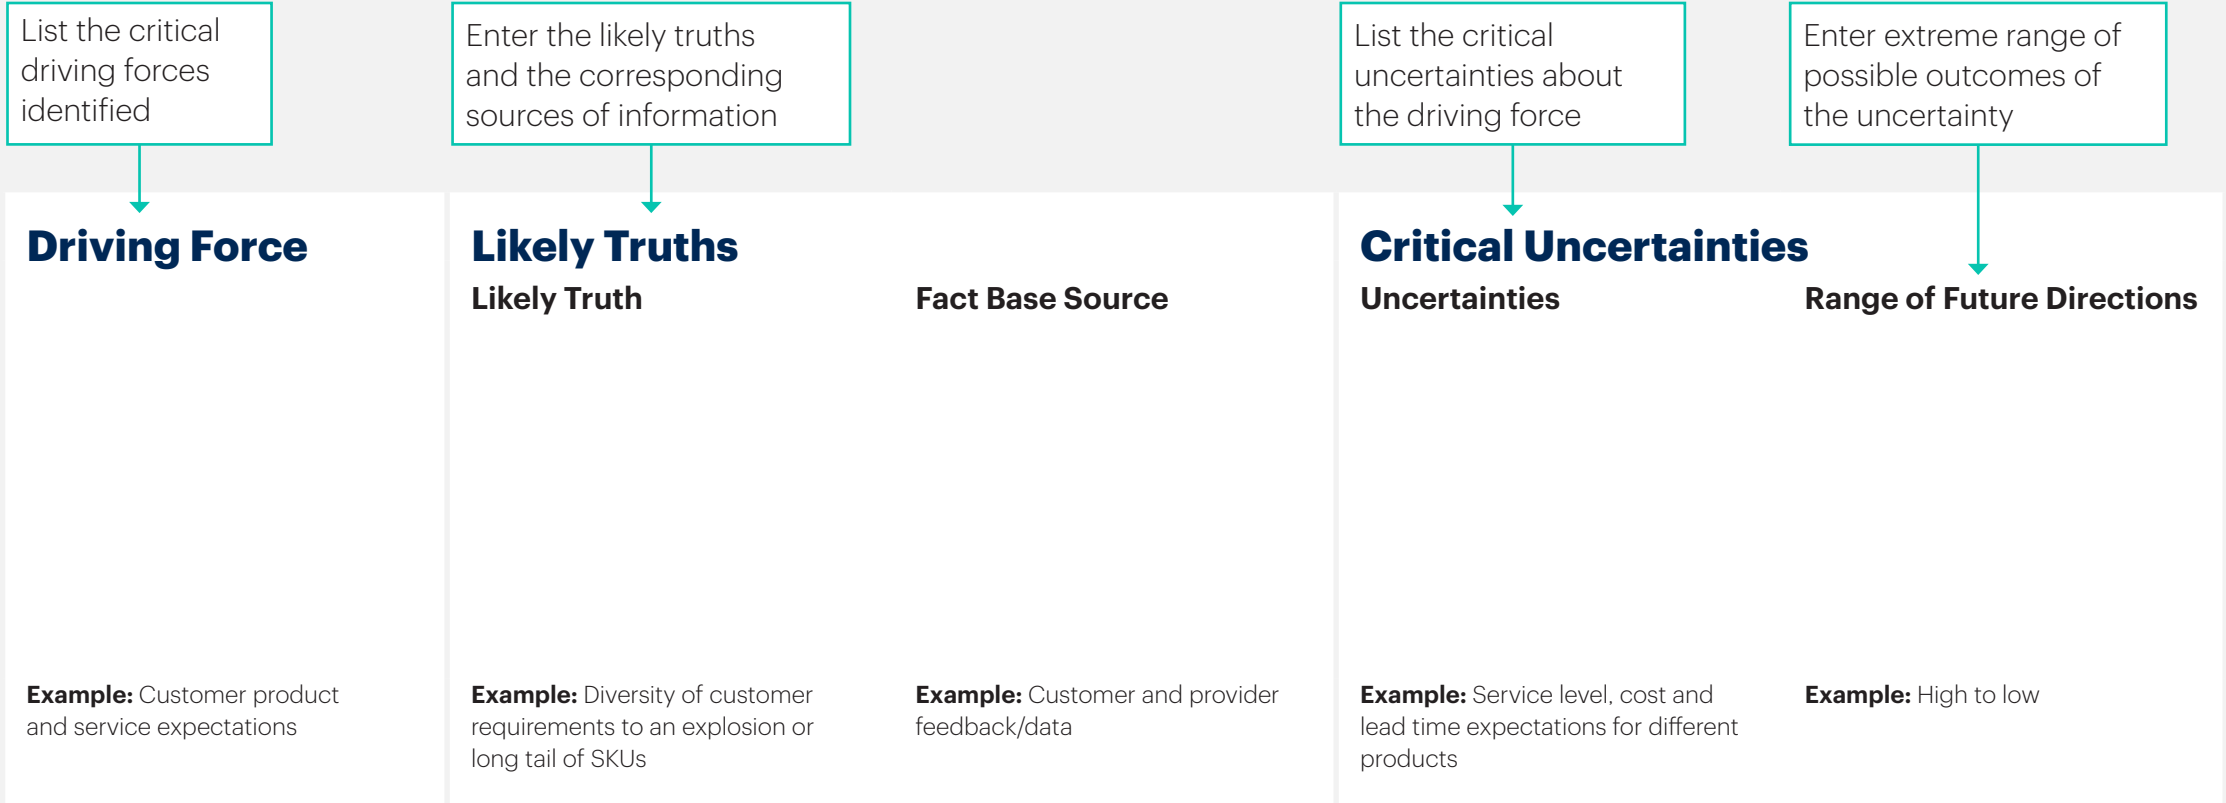 List the critical
driving forces
identified
Enter the likely truths
and the corresponding
sources of information
List the critical
uncertainties about
the driving force
Enter extreme range of
possible outcomes of
the uncertainty
Driving Force
Likely Truths
Critical Uncertainties
Likely Truth
Fact Base Source
Uncertainties
Range of Future Directions
Example: Customer product
and service expectations
Example: Diversity of customer
requirements to an explosion or
long tail of SKUs
Example: Customer and provider
feedback/data
Example: Service level, cost and
lead time expectations for different
products
Example: High to low